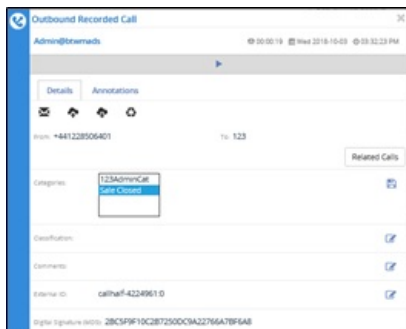 Outbound Recorded Call
Admin@btwmads 00:00:19 Wed 2018-10-03 03:32:23 PM
Details Annotations
From: +441228506401 To: 123
Related Calls
Categories: 123AdminCat
Sale Closed
Classification:
Comments:
External ID: callhalf-4224961:0
Digital Signature (MD5): 2BC5F9F10C2B7250DC9A22766A7BF6A8